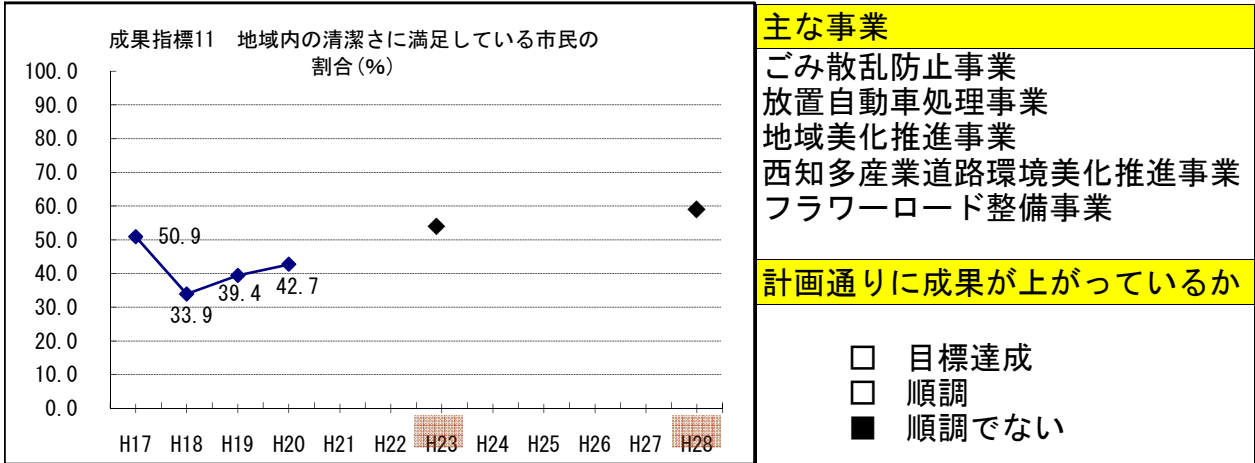 成果指標11　地域内の清潔さに満足している市民の
割合(%)
100.0
90.0
80.0
70.0
60.0
50.0
40.0
30.0
20.0
10.0
0.0
50.9
33.9
39.4
42.7
H17 H18 H19 H20 H21 H22 H23 H24 H25 H26 H27 H28
主な事業
ごみ散乱防止事業
放置自動車処理事業
地域美化推進事業
西知多産業道路環境美化推進事業
フラワーロード整備事業
計画通りに成果が上がっているか
□　目標達成
□　順調
■　順調でない